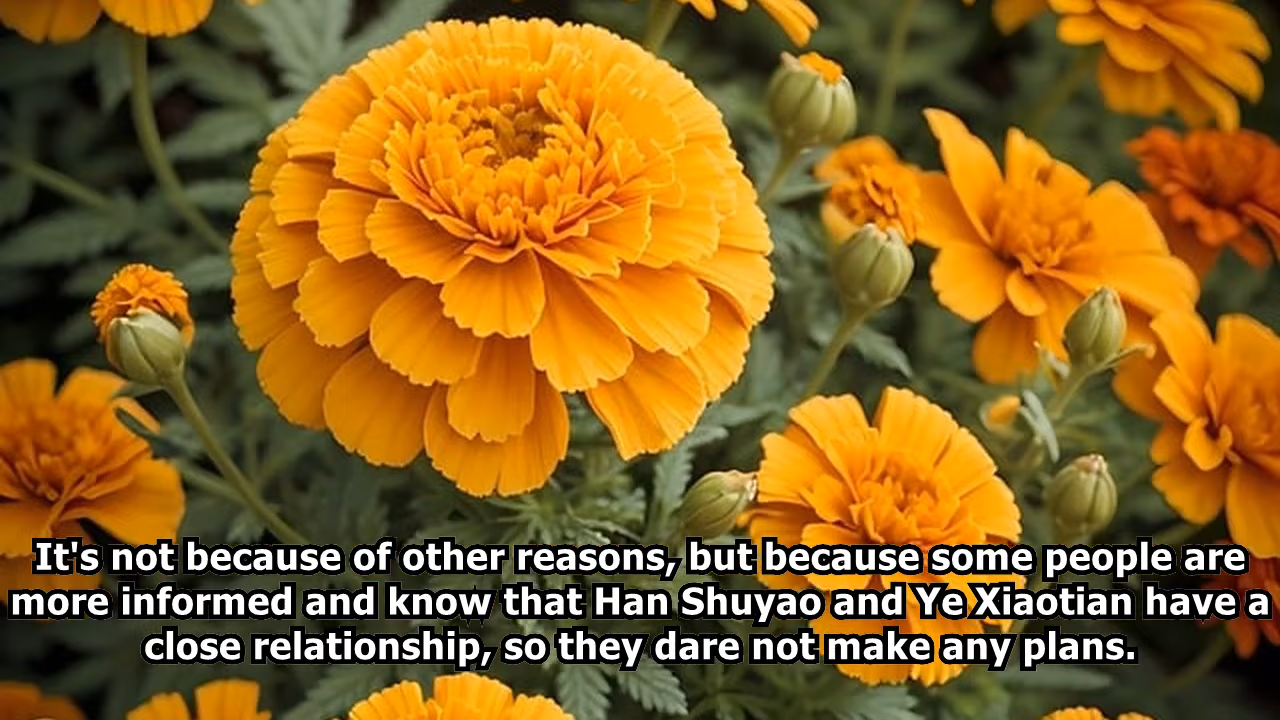 It's not because of other reasons, but because some people are
more informed and know that Han Shuyao and Ye Xiaotian have a
close relationship, so they dare not make any plans.